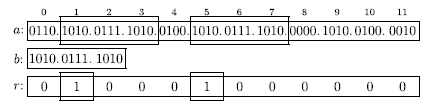 0 1 2 3 4 5 6 7 8 9 10 11
a: 0110. 1010. 0111. 1010. 0100. 1010. 0111. 1010. 0000. 1010. 0100. 0010
b: 1010. 0111. 1010
r: 0 1 0 0 0 1 0 0 0 0 0 0